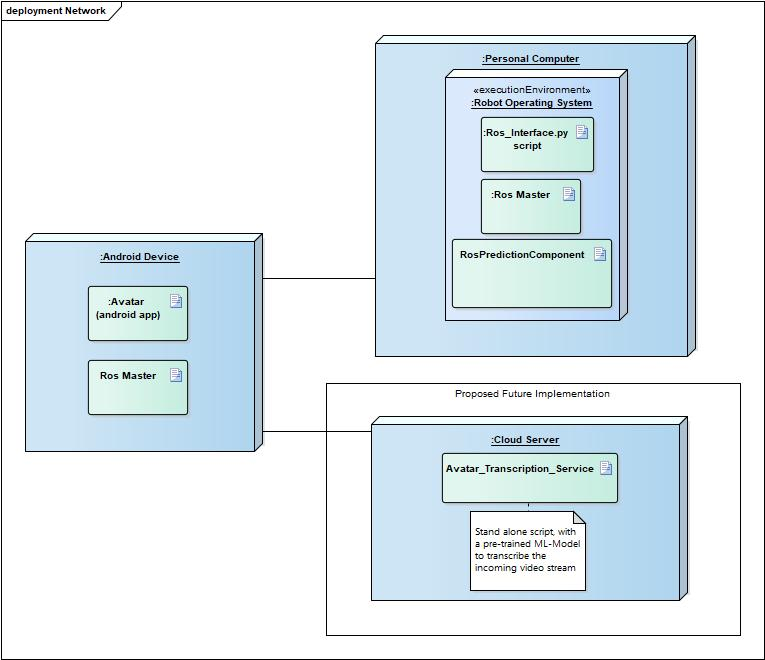 deployment Network
:Personal Computer
«executionEnvironment»
:Robot Operating System
:Ros_Interface.py
script
:Ros Master
RosPredictionComponent
:Android Device
:Avatar
(android app)
Ros Master
Proposed Future Implementation
:Cloud Server
Avatar_Transcription_Service
Stand alone script, with
a pre-trained ML-Model
to transcribe the
incoming video stream